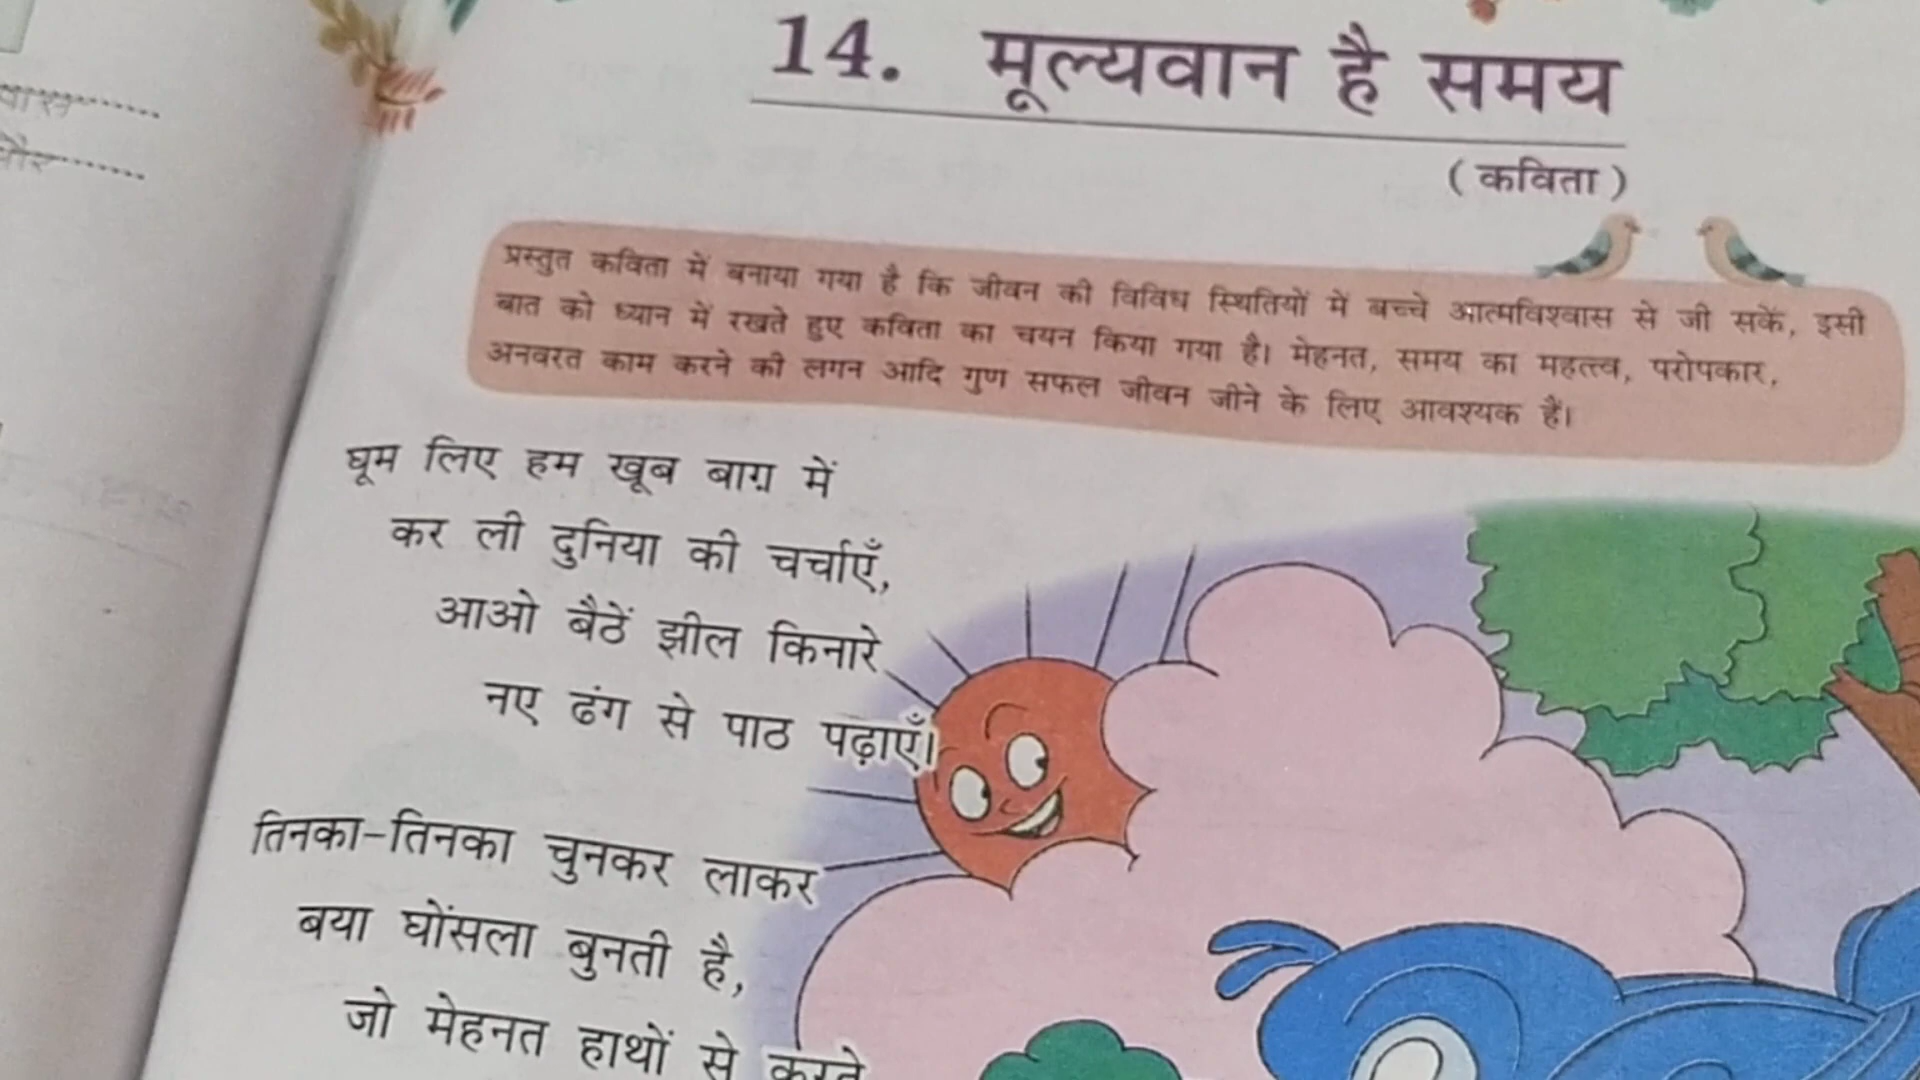 14. मूल्यवान है समय
(कविता)
प्रस्तुत कविता में बनाया गया है कि जीवन की विविध स्थितियों में बच्चे आत्मविश्वास से जी सकें, इसी
बात को ध्यान में रखते हुए कविता का चयन किया गया है। मेहनत, समय का महत्त्व, परोपकार,
अनवरत काम करने की लगन आदि गुण सफल जीवन जीने के लिए आवश्यक हैं।
घूम लिए हम खूब बाग़ में
कर ली दुनिया की चर्चाएँ,
आओ बैठें झील किनारे
नए ढंग से पाठ पढ़ाएँ।
तिनका-तिनका चुनकर लाकर
बया घोंसला बुनती है,
जो मेहनत हाथों से करते